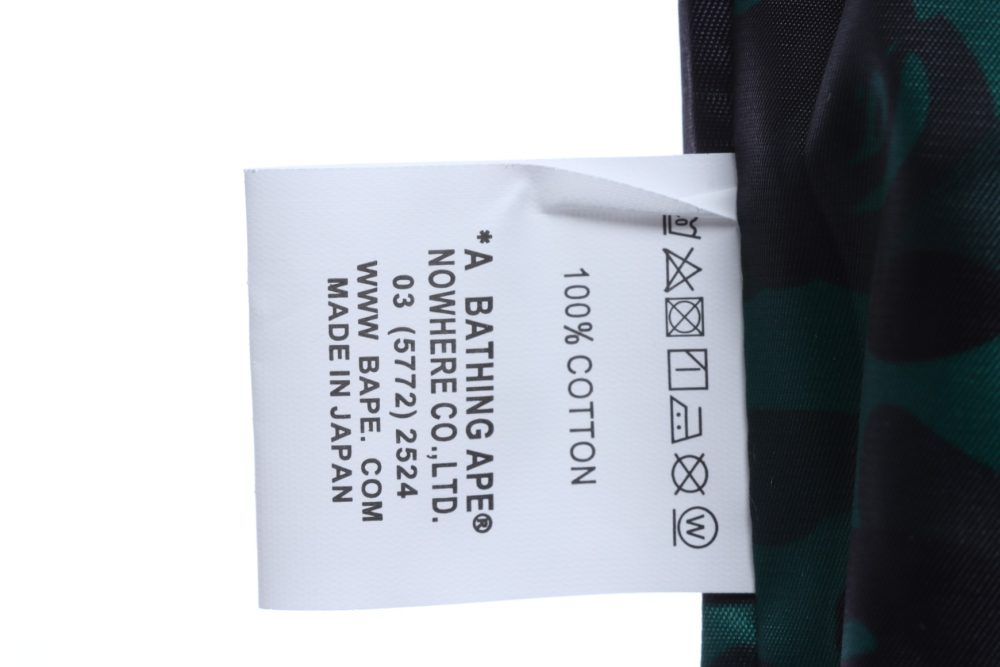 100% COTTON
*A BATHING APE®
NOWHERE CO.,LTD.
03 (5772) 2524
WWW BAPE. COM
MADE IN JAPAN
W